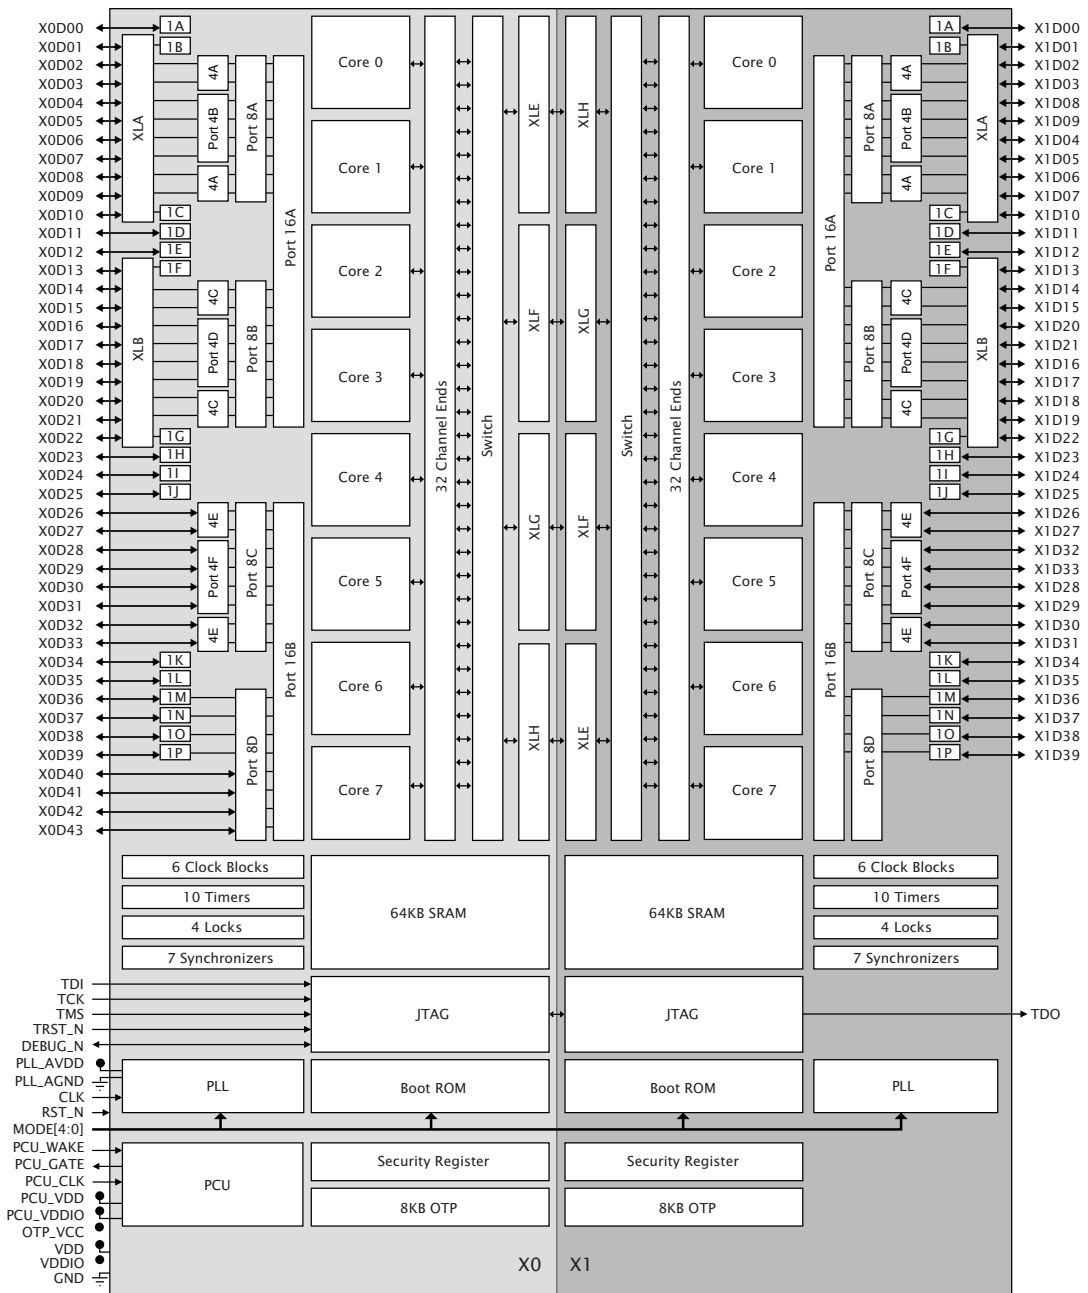 X0D00
X0D01
X0D02
X0D03
X0D04
X0D05
X0D06
X0D07
X0D08
X0D09
X0D10
X0D11
X0D12
X0D13
X0D14
X0D15
X0D16
X0D17
X0D18
X0D19
X0D20
X0D21
X0D22
X0D23
X0D24
X0D25
X0D26
X0D27
X0D28
X0D29
X0D30
X0D31
X0D32
X0D33
X0D34
X0D35
X0D36
X0D37
X0D38
X0D39
X0D40
X0D41
X0D42
X0D43
XLA
XLB
1A
1B
1C
1D
1E
1F
1G
1H
1I
1J
1K
1L
1M
1N
1O
1P
4A
Port 4B
4A
4C
Port 4D
4C
4E
Port 4F
4E
Port 8A
Port 8B
Port 8C
Port 8D
Port 16A
Port 16B
Core 0
Core 1
Core 2
Core 3
Core 4
Core 5
Core 6
Core 7
32 Channel Ends
Switch
XLE
XLF
XLG
XLH
XLH
XLG
XLF
XLE
Switch
32 Channel Ends
Core 0
Core 1
Core 2
Core 3
Core 4
Core 5
Core 6
Core 7
Port 16A
Port 16B
Port 8A
Port 8B
Port 8C
Port 8D
4A
Port 4B
4A
4C
Port 4D
4C
4E
Port 4F
4E
1A
1B
1C
1D
1E
1F
1G
1H
1I
1J
1K
1L
1M
1N
1O
1P
XLA
XLB
X1D00
X1D01
X1D02
X1D03
X1D08
X1D09
X1D04
X1D05
X1D06
X1D07
X1D10
X1D11
X1D12
X1D13
X1D14
X1D15
X1D20
X1D21
X1D16
X1D17
X1D18
X1D19
X1D22
X1D23
X1D24
X1D25
X1D26
X1D27
X1D32
X1D33
X1D28
X1D29
X1D30
X1D31
X1D34
X1D35
X1D36
X1D37
X1D38
X1D39
6 Clock Blocks
10 Timers
4 Locks
7 Synchronizers
64KB SRAM
64KB SRAM
6 Clock Blocks
10 Timers
4 Locks
7 Synchronizers
TDI
TCK
TMS
TRST_N
DEBUG_N
JTAG
JTAG
TDO
PLL_AVDD
PLL_AGND
CLK
RST_N
MODE[4:0]
PLL
Boot ROM
Boot ROM
PLL
PCU_WAKE
PCU_GATE
PCU_CLK
PCU_VDD
PCU_VDDIO
OTP_VCC
VDD
VDDIO
GND
PCU
Security Register
8KB OTP
Security Register
8KB OTP
X0
X1